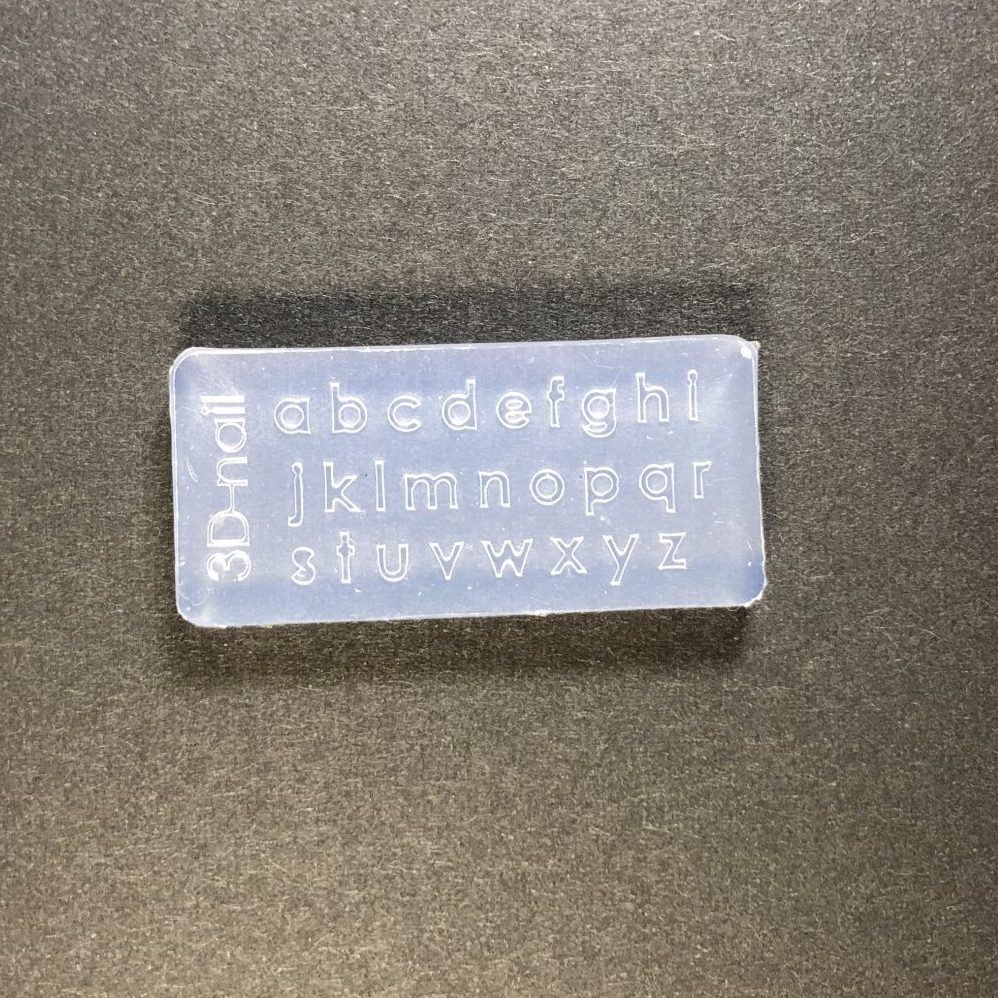 3D-nail
abcdefghi
jklmnopqr
stuvwxyz